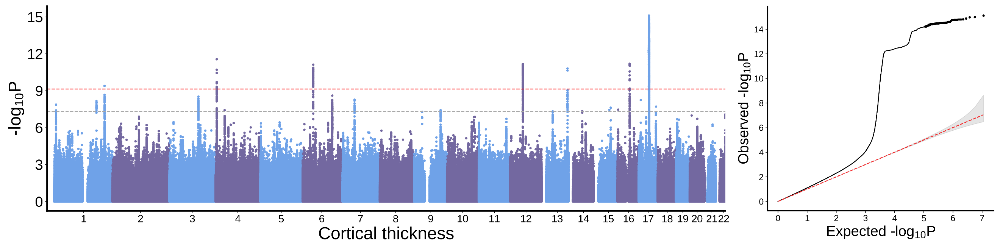 15
12
9
6
3
0
-log10P
1 2 3 4 5 6 7 8 9 10 11 12 13 14 15 16 17 18 19 20 21 22
Cortical thickness
14
12
10
8
6
4
2
0
Observed -log10P
0 1 2 3 4 5 6 7
Expected -log10P